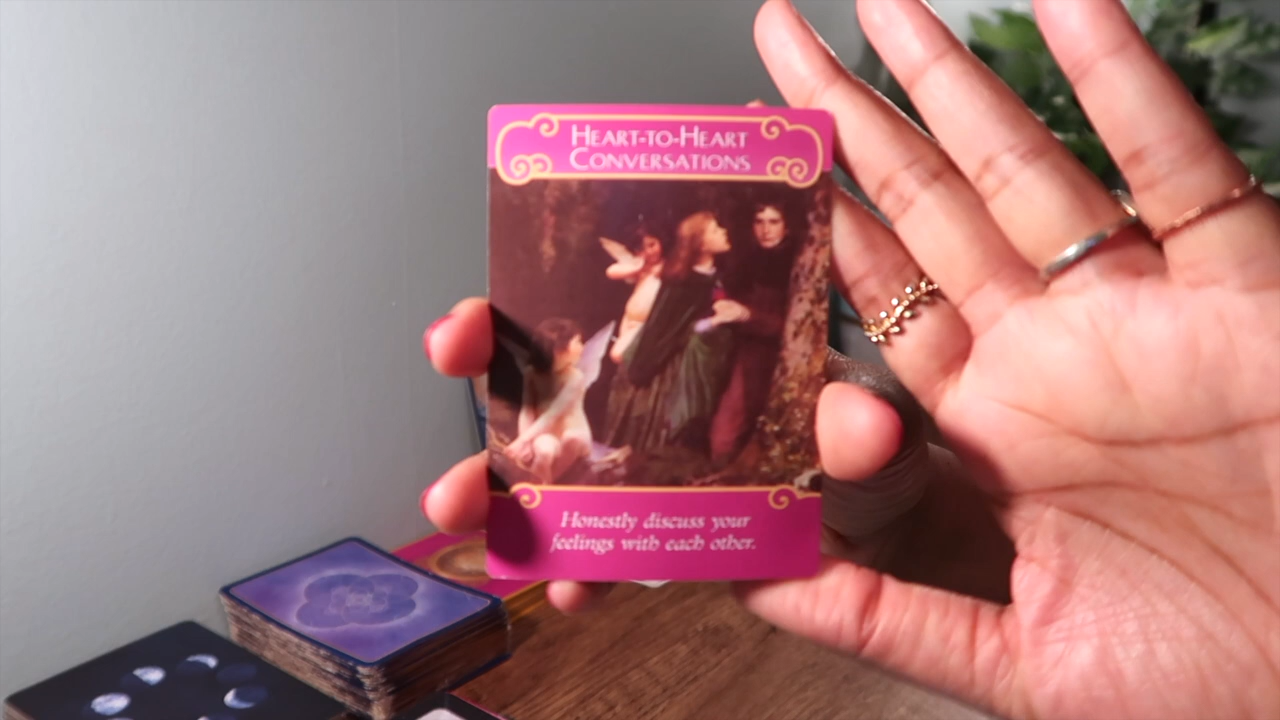 HEART-TO-HEART
CONVERSATIONS
Honestly discuss your
feelings with each other.